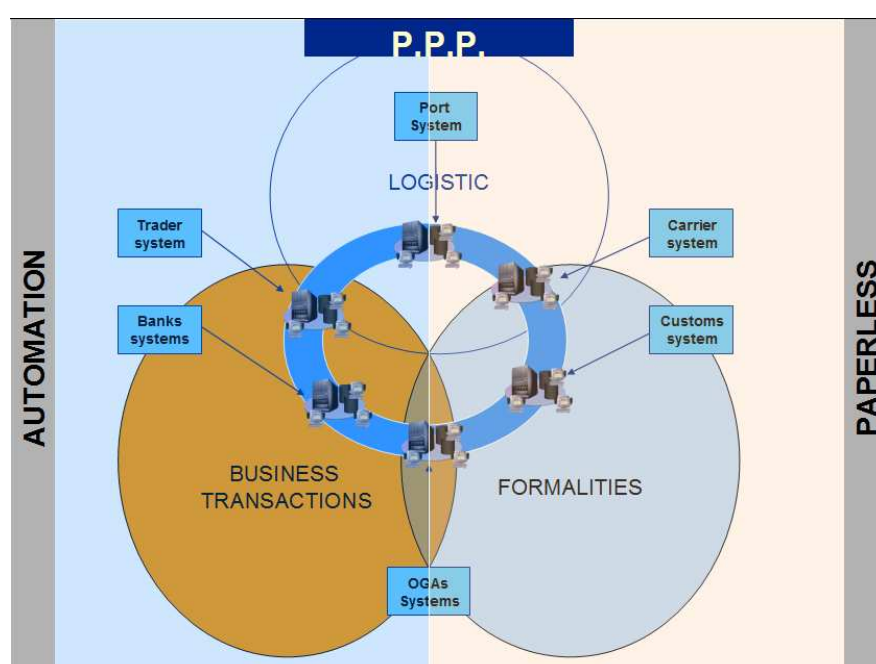 P.P.P.
Port
System
LOGISTIC
Trader
system
Carrier
system
Banks
systems
Customs
system
AUTOMATION
PAPERLESS
BUSINESS
TRANSACTIONS
FORMALITIES
OGAs
Systems